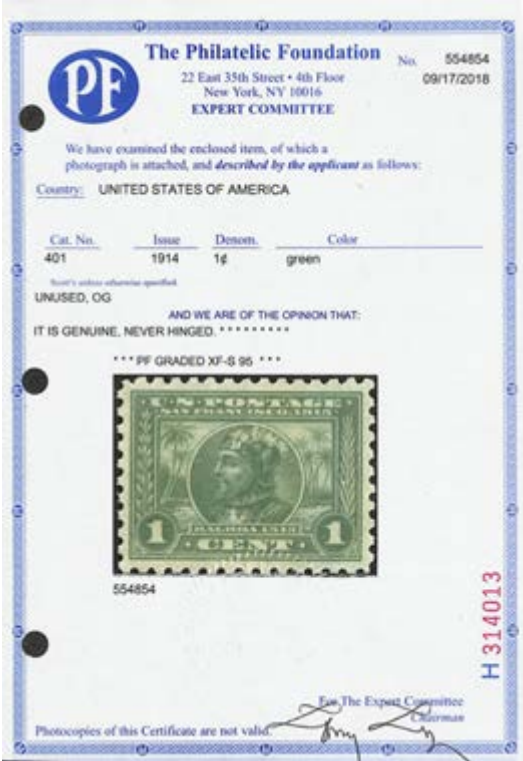 PF
The Philatelic Foundation
No. 554854
22 East 35th Street • 4th Floor
09/17/2018
New York, NY 10016
EXPERT COMMITTEE
We have examined the enclosed item, of which a
photograph is attached, and described by the applicant as follows:
Country: UNITED STATES OF AMERICA
Cat. No. Issue Denom. Color
401 1914 1¢ green
Scott's unless otherwise specified
UNUSED, OG
AND WE ARE OF THE OPINION THAT:
IT IS GENUINE, NEVER HINGED. * * * * * * * * *
* * * PF GRADED XF-S 95 * * *
U·S·POSTAGE
SAN FRANCISCO 1915
BALBOA 1513
1 CENT 1
554854
H 314013
For The Expert Committee
Chairman
Photocopies of this Certificate are not valid.